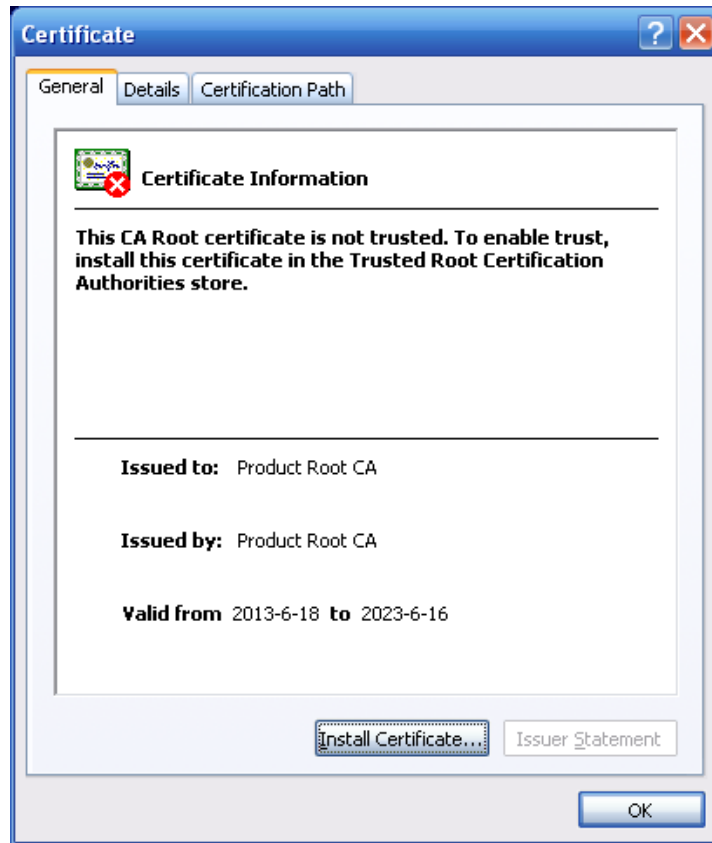 Certificate
General Details Certification Path
Certificate Information
This CA Root certificate is not trusted. To enable trust,
install this certificate in the Trusted Root Certification
Authorities store.
Issued to: Product Root CA
Issued by: Product Root CA
Valid from 2013-6-18 to 2023-6-16
Install Certificate... Issuer Statement
OK